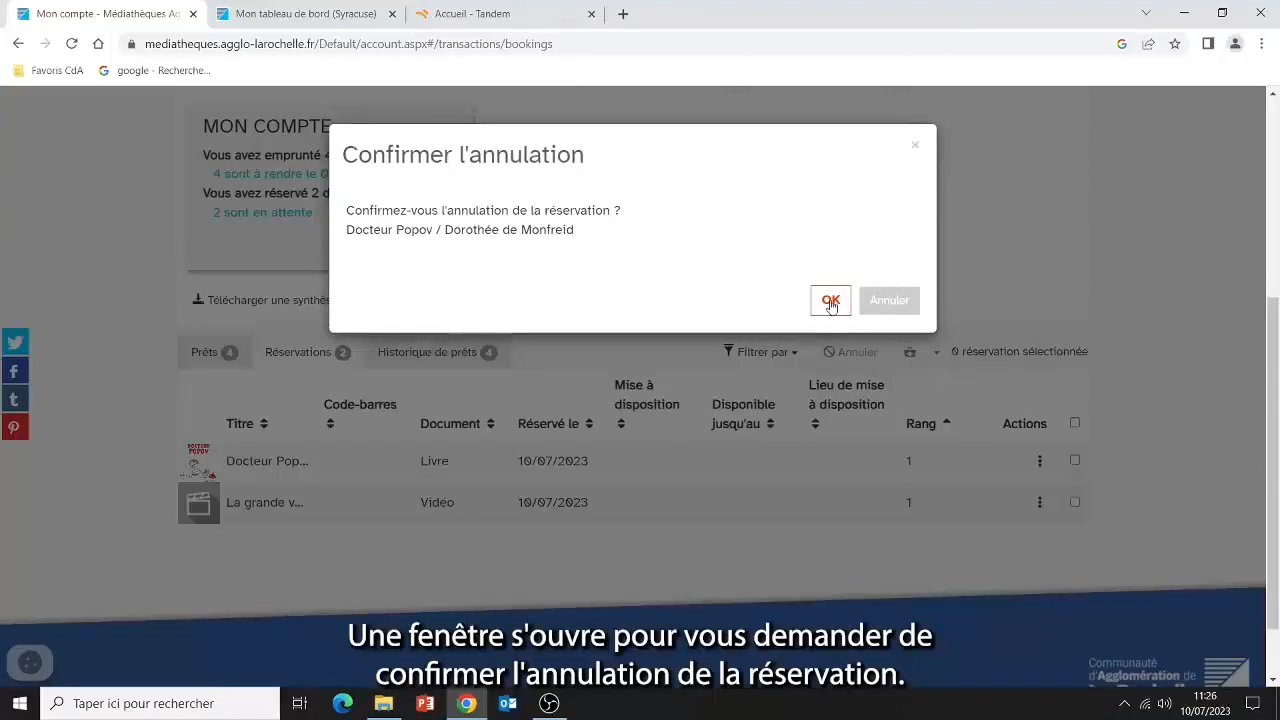 Mon compte - Médiathèques Ag
Mon tableau de bord (Syracuse)
Accueil - Tandem
mediatheques.agglo-larochelle.fr/Default/account.aspx#/transactions/bookings
Favoris CdA
google - Recherche...
MON COMPTE
Vous avez emprunté 4
4 sont à rendre le 0
Vous avez réservé 2 d
2 sont en attente
Télécharger une synthès
Confirmer l'annulation
×
Confirmez-vous l'annulation de la réservation ?
Docteur Popov / Dorothée de Monfreid
OK
Annuler
Prêts 4
Réservations 2
Historique de prêts 4
Filtrer par
Annuler
0 réservation sélectionnée
Titre
Code-barres
Document
Réservé le
Mise à
disposition
Disponible
jusqu'au
Lieu de mise
à disposition
Rang
Actions
DOCTEUR
POPOV
Docteur Pop...
Livre
10/07/2023
1
La grande v...
Vidéo
10/07/2023
1
Une fenêtre s'ouvre pour vous demander de
confirmer l'annulation de la réservation.
Communauté
d'Agglomération de
Taper ici pour rechercher
11:26
10/07/2023